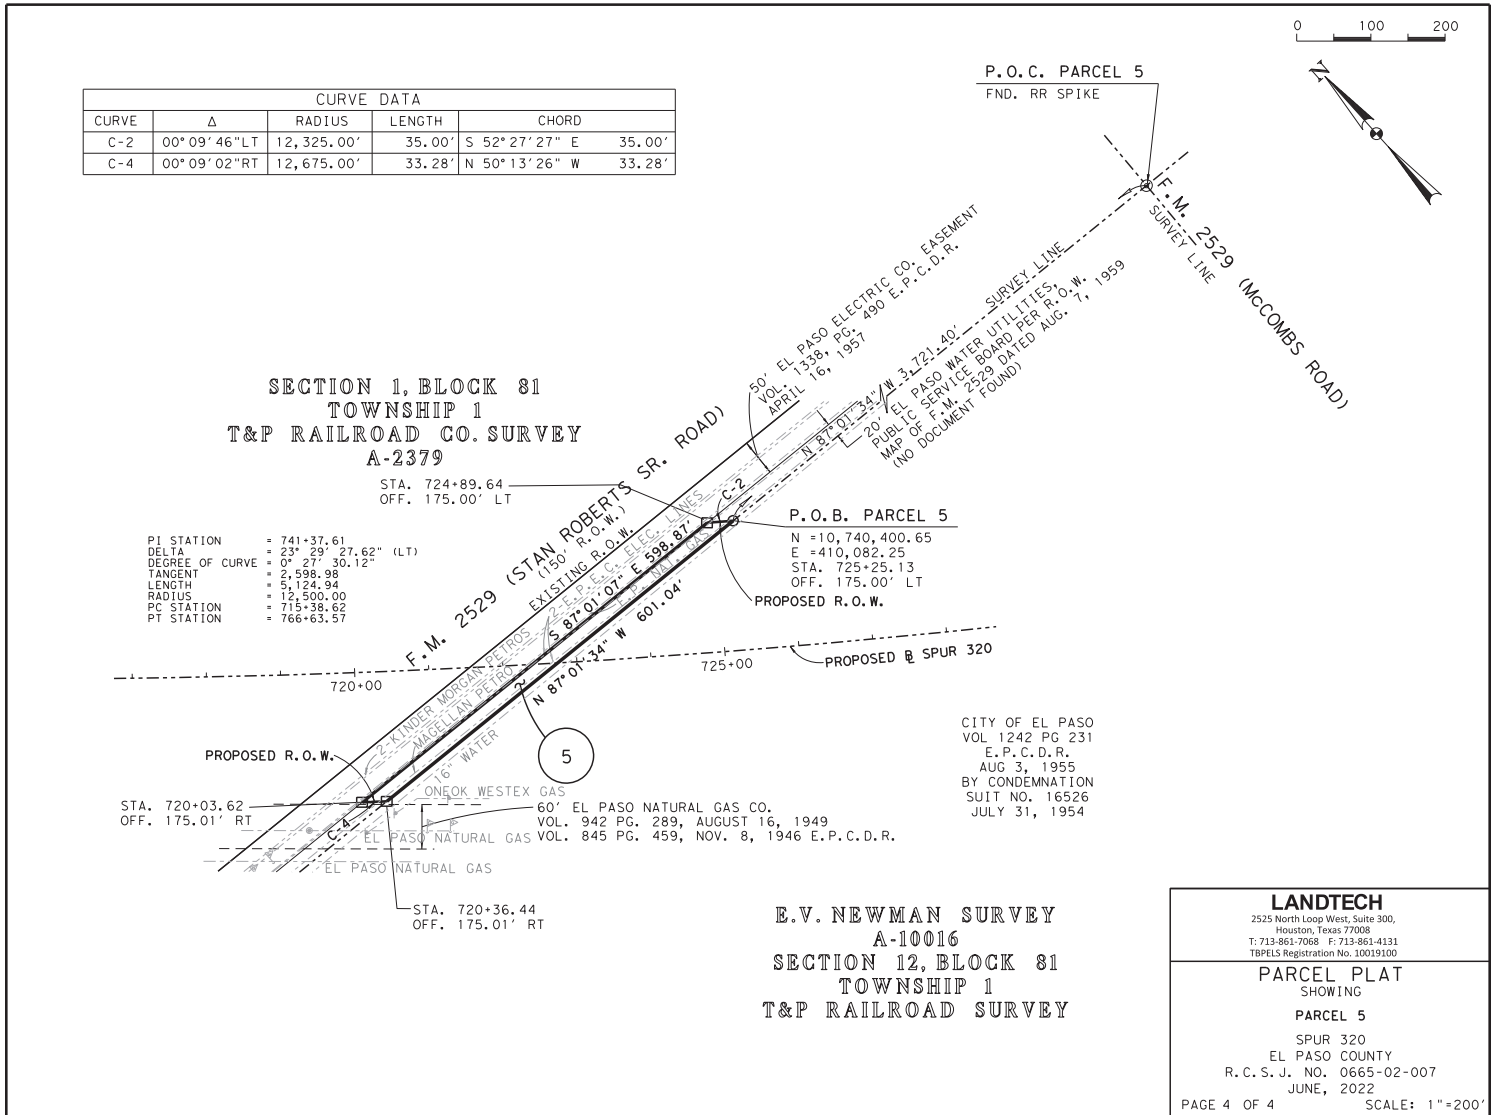 0 100 200
N
P.O.C. PARCEL 5
FND. RR SPIKE
CURVE DATA
CURVE Δ RADIUS LENGTH CHORD
C-2 00°09'46"LT 12,325.00' 35.00' S 52°27'27" E 35.00'
C-4 00°09'02"RT 12,675.00' 33.28' N 50°13'26" W 33.28'
F.M. 2529 (McCOMBS ROAD)
SURVEY LINE
SURVEY LINE
50' EL PASO ELECTRIC CO. EASEMENT
VOL. 1338, PG. 490 E.P.C.D.R.
APRIL 16, 1957
N 87°01'34" W 3,721.40'
20' EL PASO WATER UTILITIES,
PUBLIC SERVICE BOARD PER R.O.W.
MAP OF F.M. 2529 DATED AUG. 7, 1959
(NO DOCUMENT FOUND)
SECTION 1, BLOCK 81
TOWNSHIP 1
T&P RAILROAD CO. SURVEY
A-2379
STA. 724+89.64
OFF. 175.00' LT
F.M. 2529 (STAN ROBERTS SR. ROAD)
(150' R.O.W.)
EXISTING R.O.W.
2-E.P.E.C. ELEC. LINES
S 87°01'07" E 598.87'
E.P. NAT. GAS
N 87°01'34" W 601.04'
C-2
P.O.B. PARCEL 5
N =10,740,400.65
E =410,082.25
STA. 725+25.13
OFF. 175.00' LT
PROPOSED R.O.W.
PI STATION = 741+37.61
DELTA = 23° 29' 27.62" (LT)
DEGREE OF CURVE = 0° 27' 30.12"
TANGENT = 2,598.98
LENGTH = 5,124.94
RADIUS = 12,500.00
PC STATION = 715+38.62
PT STATION = 766+63.57
720+00
725+00
PROPOSED ⅊ SPUR 320
2-KINDER MORGAN PETROS
MAGELLAN PETRO
16" WATER
5
PROPOSED R.O.W.
STA. 720+03.62
OFF. 175.01' RT
C-4
ONEOK WESTEX GAS
60' EL PASO NATURAL GAS CO.
VOL. 942 PG. 289, AUGUST 16, 1949
VOL. 845 PG. 459, NOV. 8, 1946 E.P.C.D.R.
EL PASO NATURAL GAS
EL PASO NATURAL GAS
STA. 720+36.44
OFF. 175.01' RT
CITY OF EL PASO
VOL 1242 PG 231
E.P.C.D.R.
AUG 3, 1955
BY CONDEMNATION
SUIT NO. 16526
JULY 31, 1954
E.V. NEWMAN SURVEY
A-10016
SECTION 12, BLOCK 81
TOWNSHIP 1
T&P RAILROAD SURVEY
LANDTECH
2525 North Loop West, Suite 300,
Houston, Texas 77008
T: 713-861-7068 F: 713-861-4131
TBPELS Registration No. 10019100
PARCEL PLAT
SHOWING
PARCEL 5
SPUR 320
EL PASO COUNTY
R.C.S.J. NO. 0665-02-007
JUNE, 2022
PAGE 4 OF 4 SCALE: 1"=200'